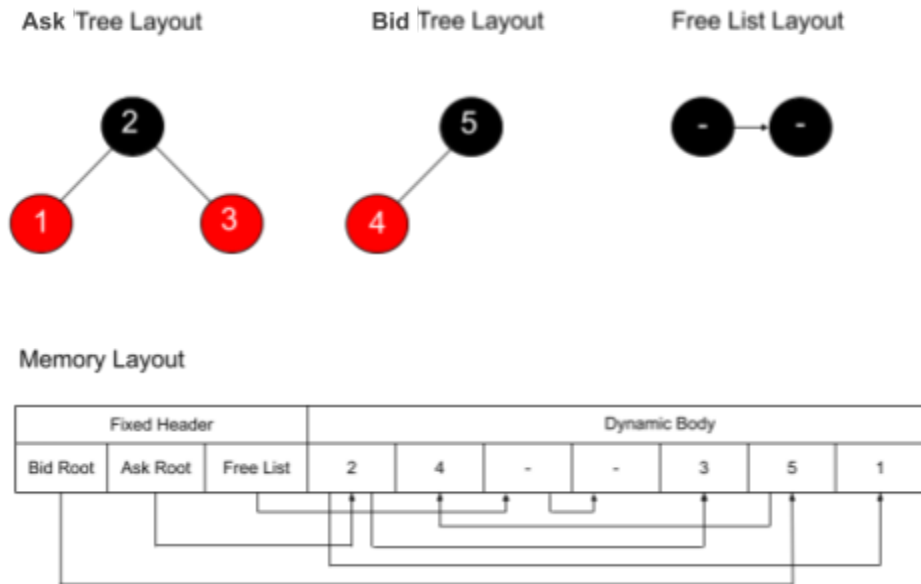 Ask Tree Layout
Bid Tree Layout
Free List Layout
2
5
-
-
1
3
4
Memory Layout
Fixed Header
Dynamic Body
Bid Root
Ask Root
Free List
2
4
-
-
3
5
1